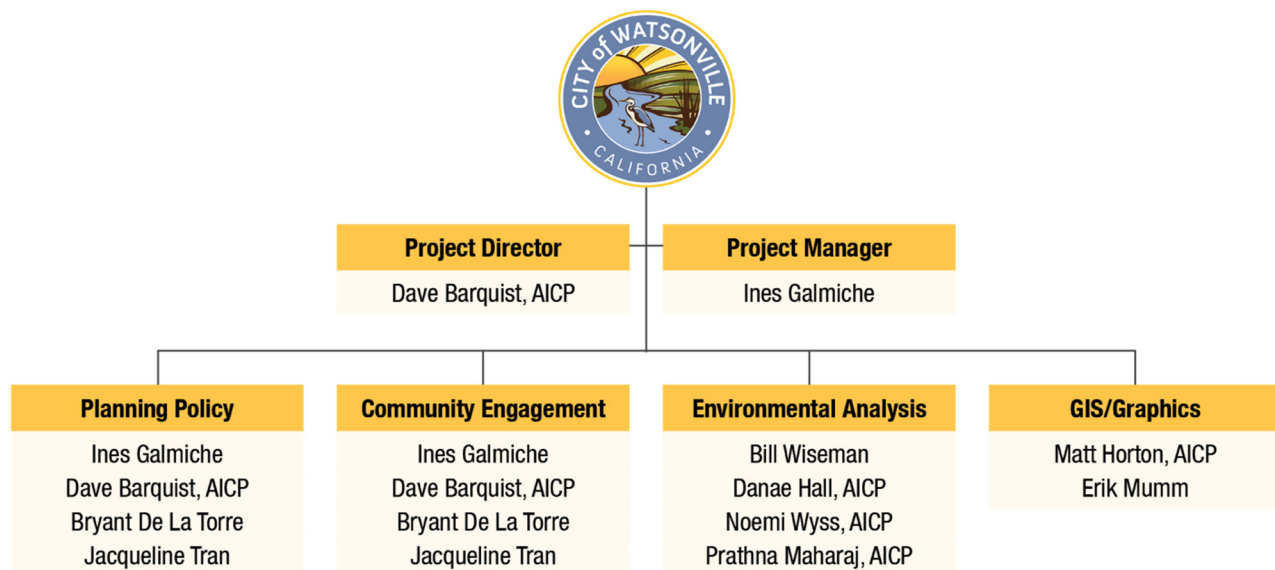 CITY of WATSONVILLE
CALIFORNIA
Project Director
Dave Barquist, AICP
Project Manager
Ines Galmiche
Planning Policy
Ines Galmiche
Dave Barquist, AICP
Bryant De La Torre
Jacqueline Tran
Community Engagement
Ines Galmiche
Dave Barquist, AICP
Bryant De La Torre
Jacqueline Tran
Environmental Analysis
Bill Wiseman
Danae Hall, AICP
Noemi Wyss, AICP
Prathna Maharaj, AICP
GIS/Graphics
Matt Horton, AICP
Erik Mumm